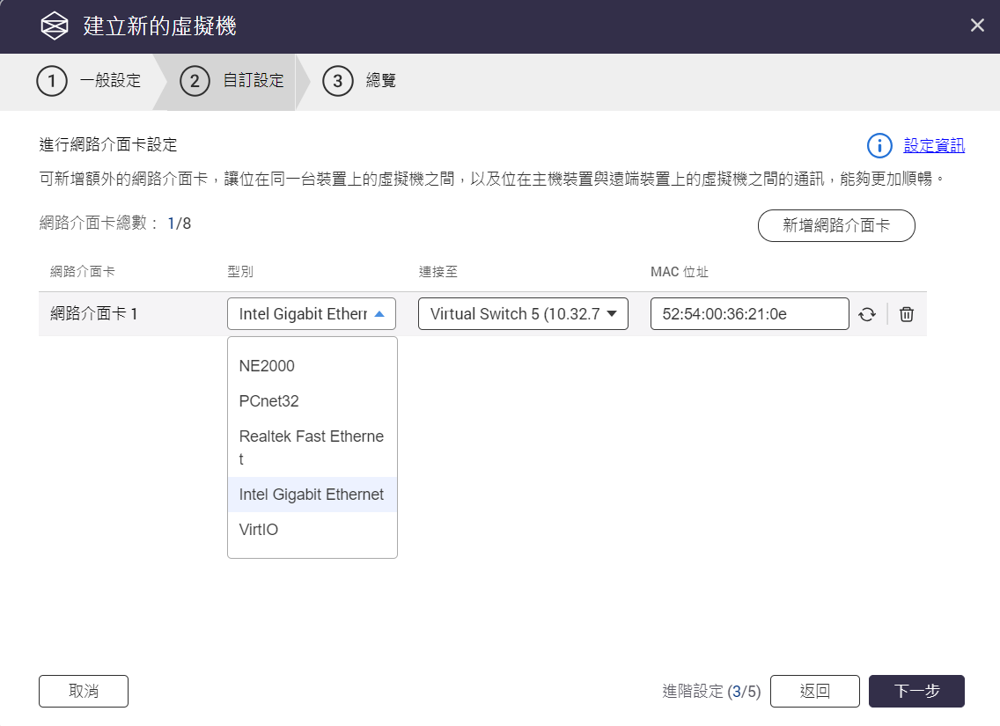 建立新的虛擬機
1 一般設定 2 自訂設定 3 總覽
進行網路介面卡設定
設定資訊
可新增額外的網路介面卡，讓位在同一台裝置上的虛擬機之間，以及位在主機裝置與遠端裝置上的虛擬機之間的通訊，能夠更加順暢。
網路介面卡總數： 1/8
新增網路介面卡
網路介面卡 型別 連接至 MAC 位址
網路介面卡 1 Intel Gigabit Ether Virtual Switch 5 (10.32.7 52:54:00:36:21:0e
NE2000
PCnet32
Realtek Fast Etherne
t
Intel Gigabit Ethernet
VirtIO
取消 進階設定 (3/5) 返回 下一步